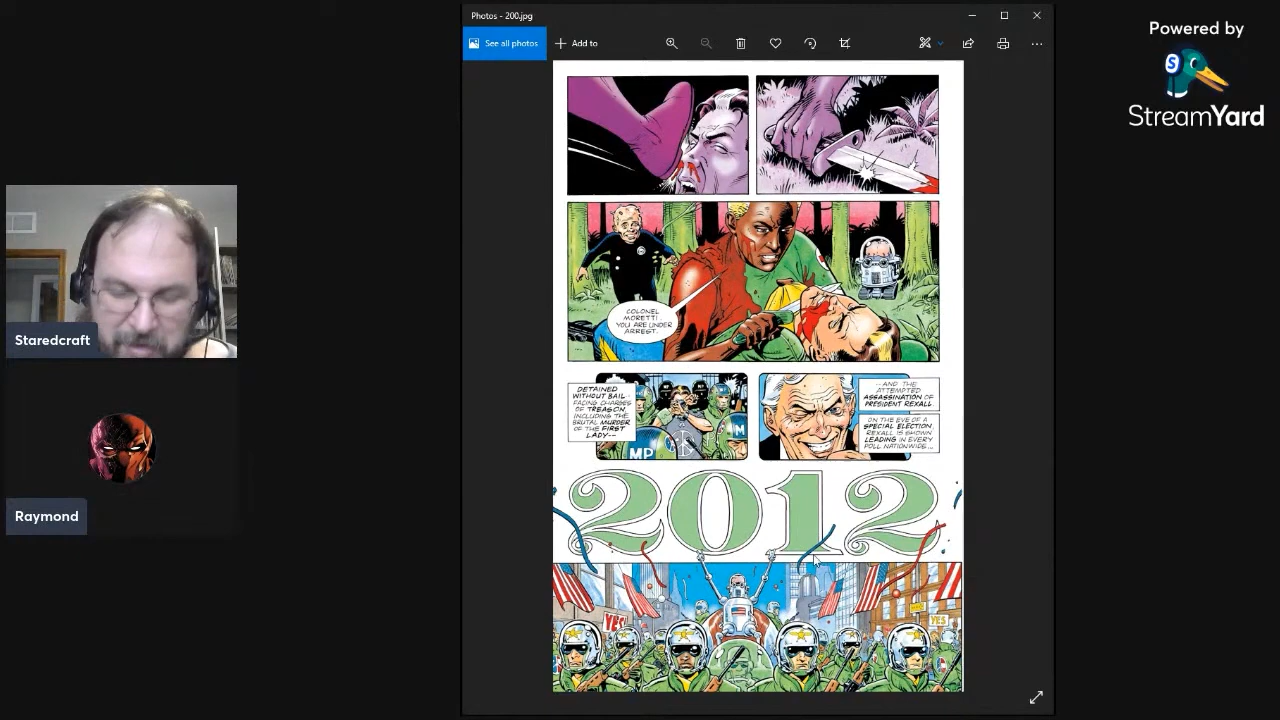 Photos - 200.jpg
See all photos
Add to
Powered by
S
StreamYard
Staredcraft
Raymond
COLONEL
MORETTI.
YOU ARE UNDER
ARREST.
DETAINED
WITHOUT BAIL--
FACING CHARGES
OF TREASON,
INCLUDING THE
BRUTAL MURDER
OF THE FIRST
LADY--
MP
--AND THE
ATTEMPTED
ASSASSINATION OF
PRESIDENT REXALL.
ON THE EVE OF A
SPECIAL ELECTION,
REXALL IS SHOWN
LEADING IN EVERY
POLL NATIONWIDE...
2012
YES!
YES